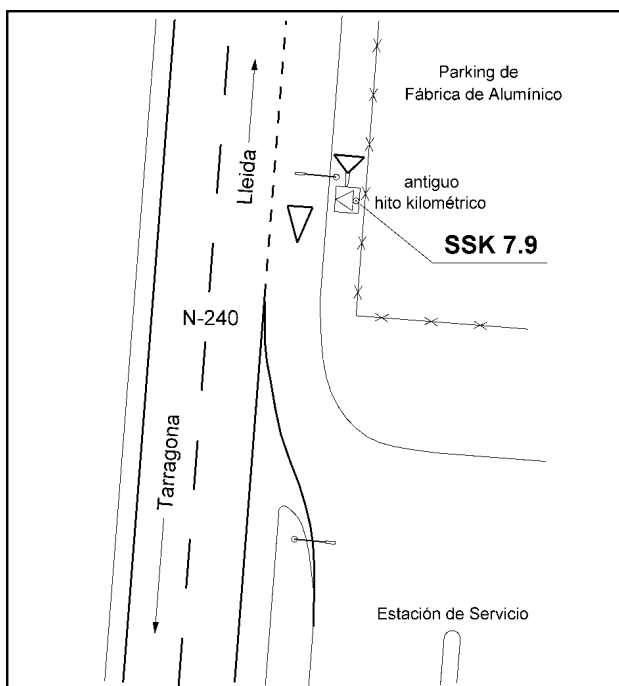 Parking de
Fábrica de Alumínico
Lleida
antiguo
hito kilométrico
SSK 7.9
N-240
Tarragona
Estación de Servicio